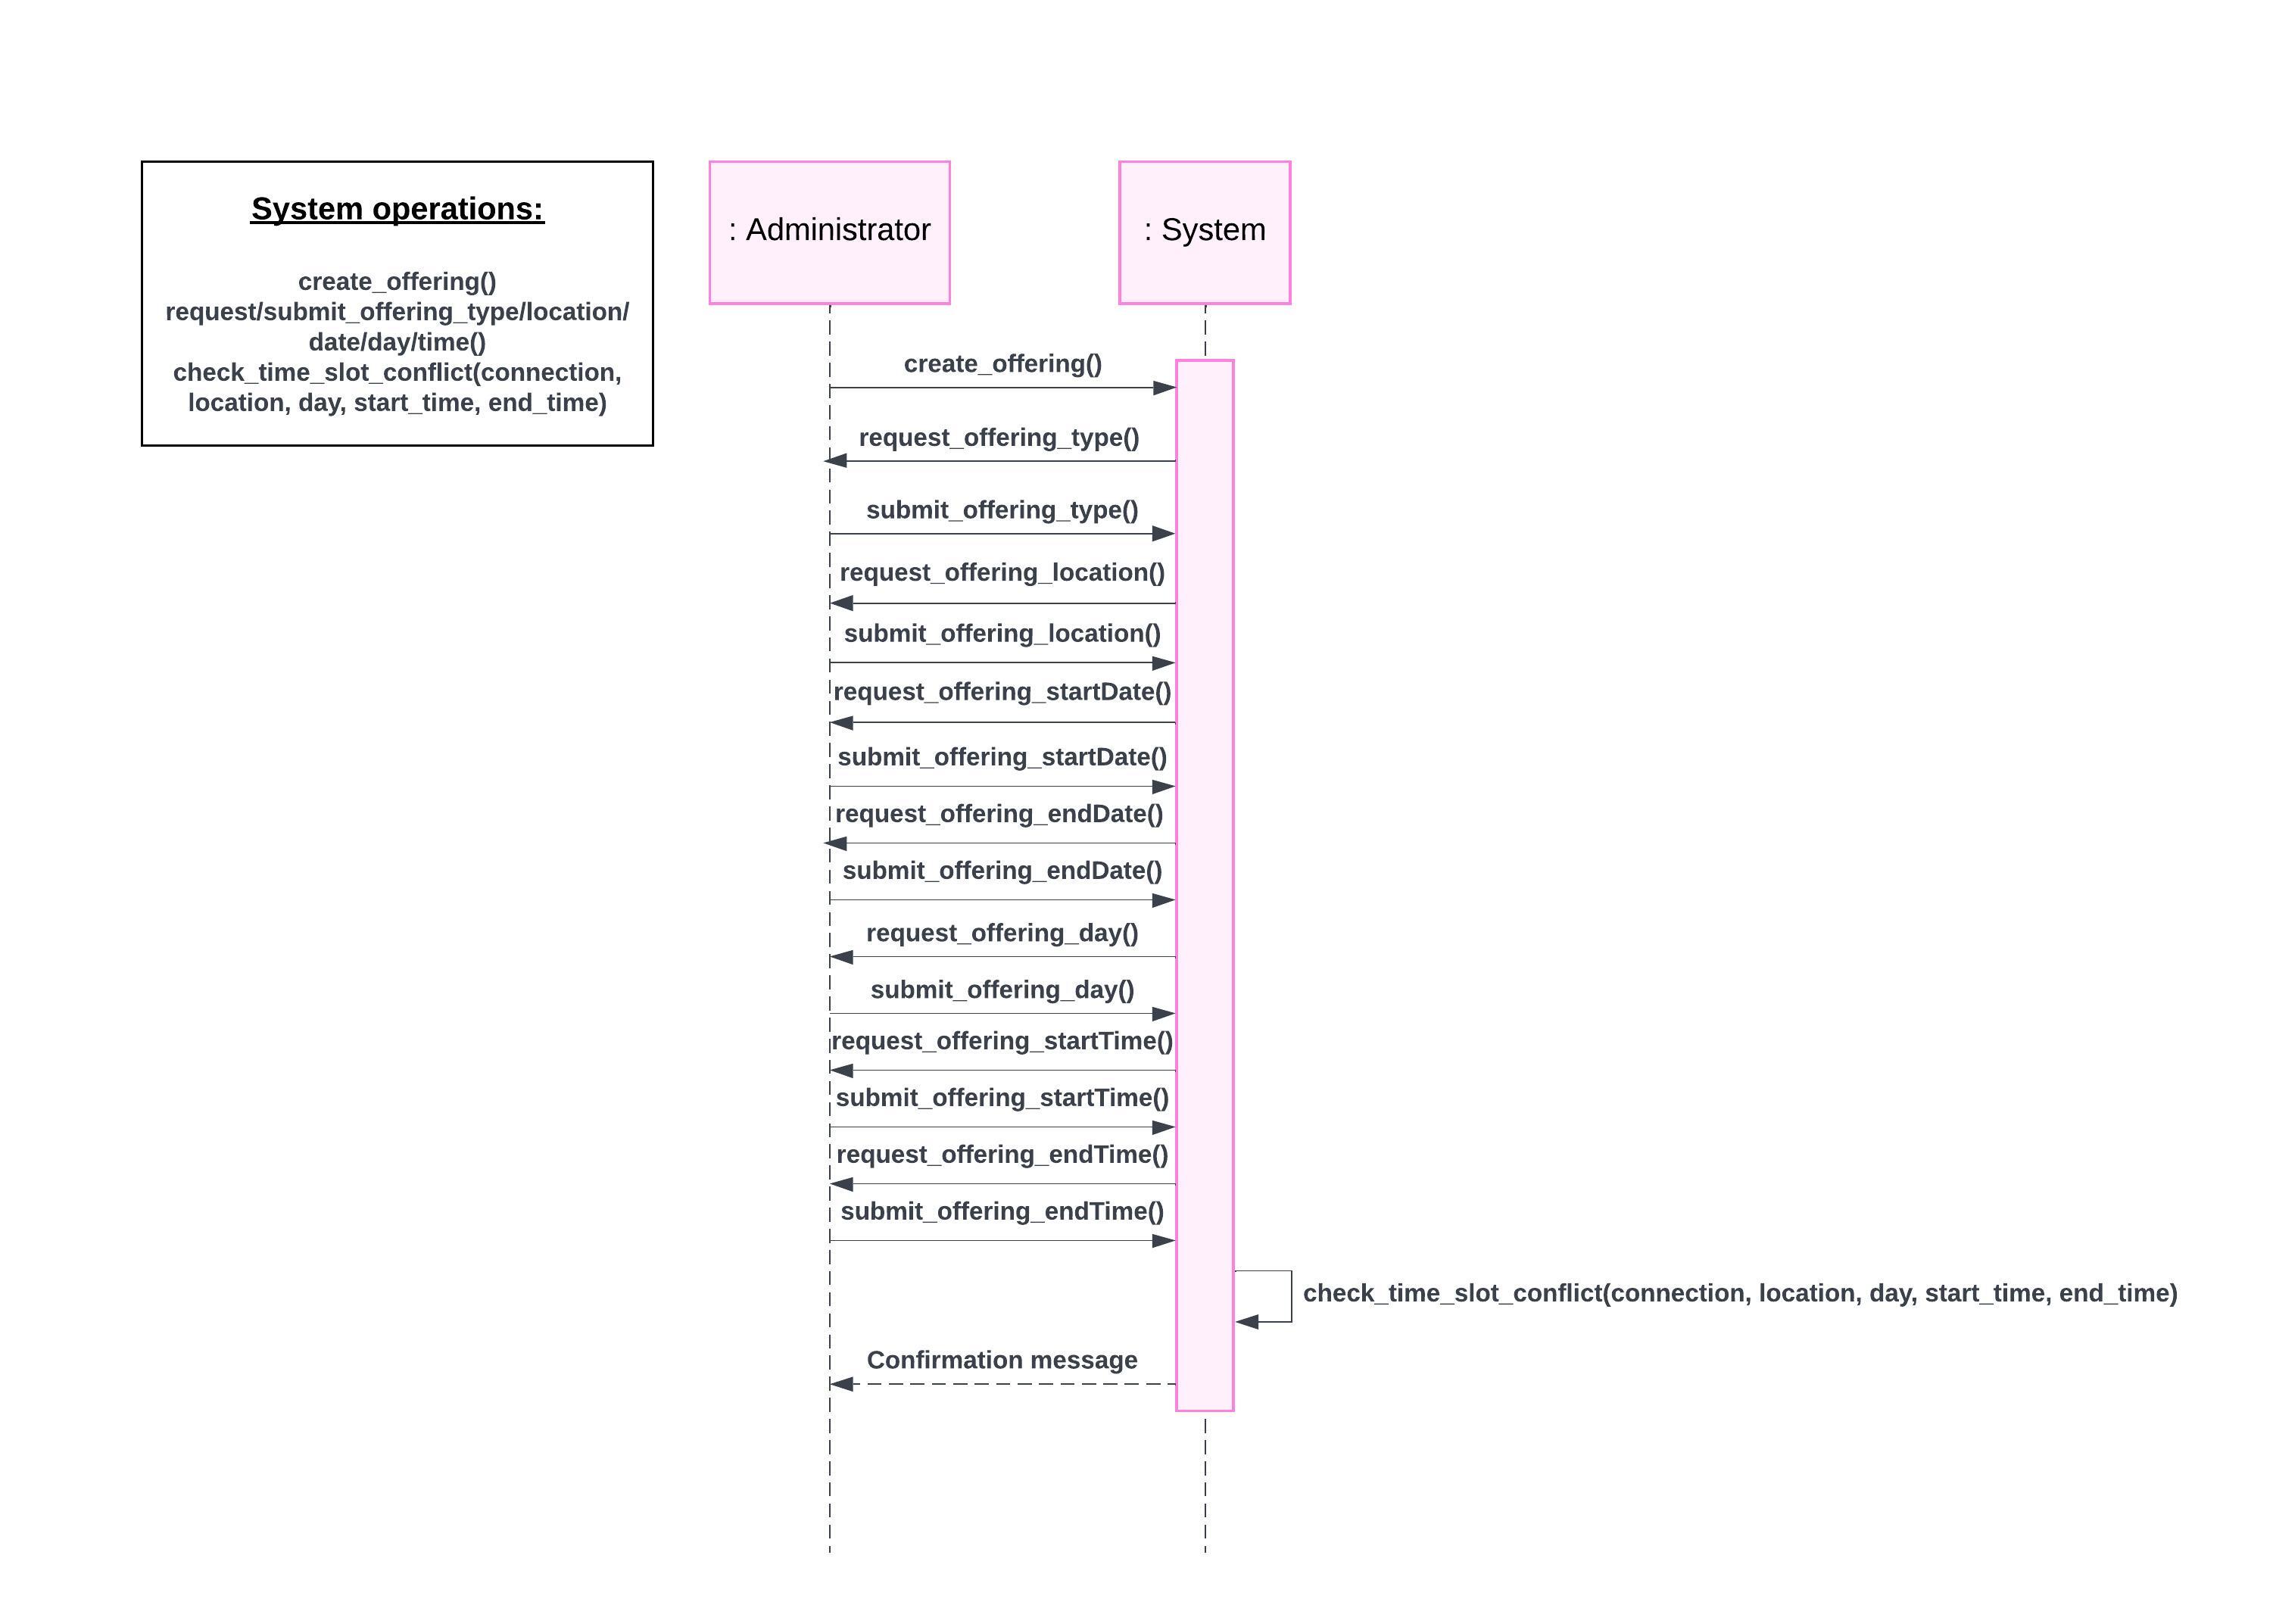 System operations:
create_offering()
request/submit_offering_type/location/
date/day/time()
check_time_slot_conflict(connection,
location, day, start_time, end_time)
: Administrator
: System
create_offering()
request_offering_type()
submit_offering_type()
request_offering_location()
submit_offering_location()
request_offering_startDate()
submit_offering_startDate()
request_offering_endDate()
submit_offering_endDate()
request_offering_day()
submit_offering_day()
request_offering_startTime()
submit_offering_startTime()
request_offering_endTime()
submit_offering_endTime()
check_time_slot_conflict(connection, location, day, start_time, end_time)
Confirmation message